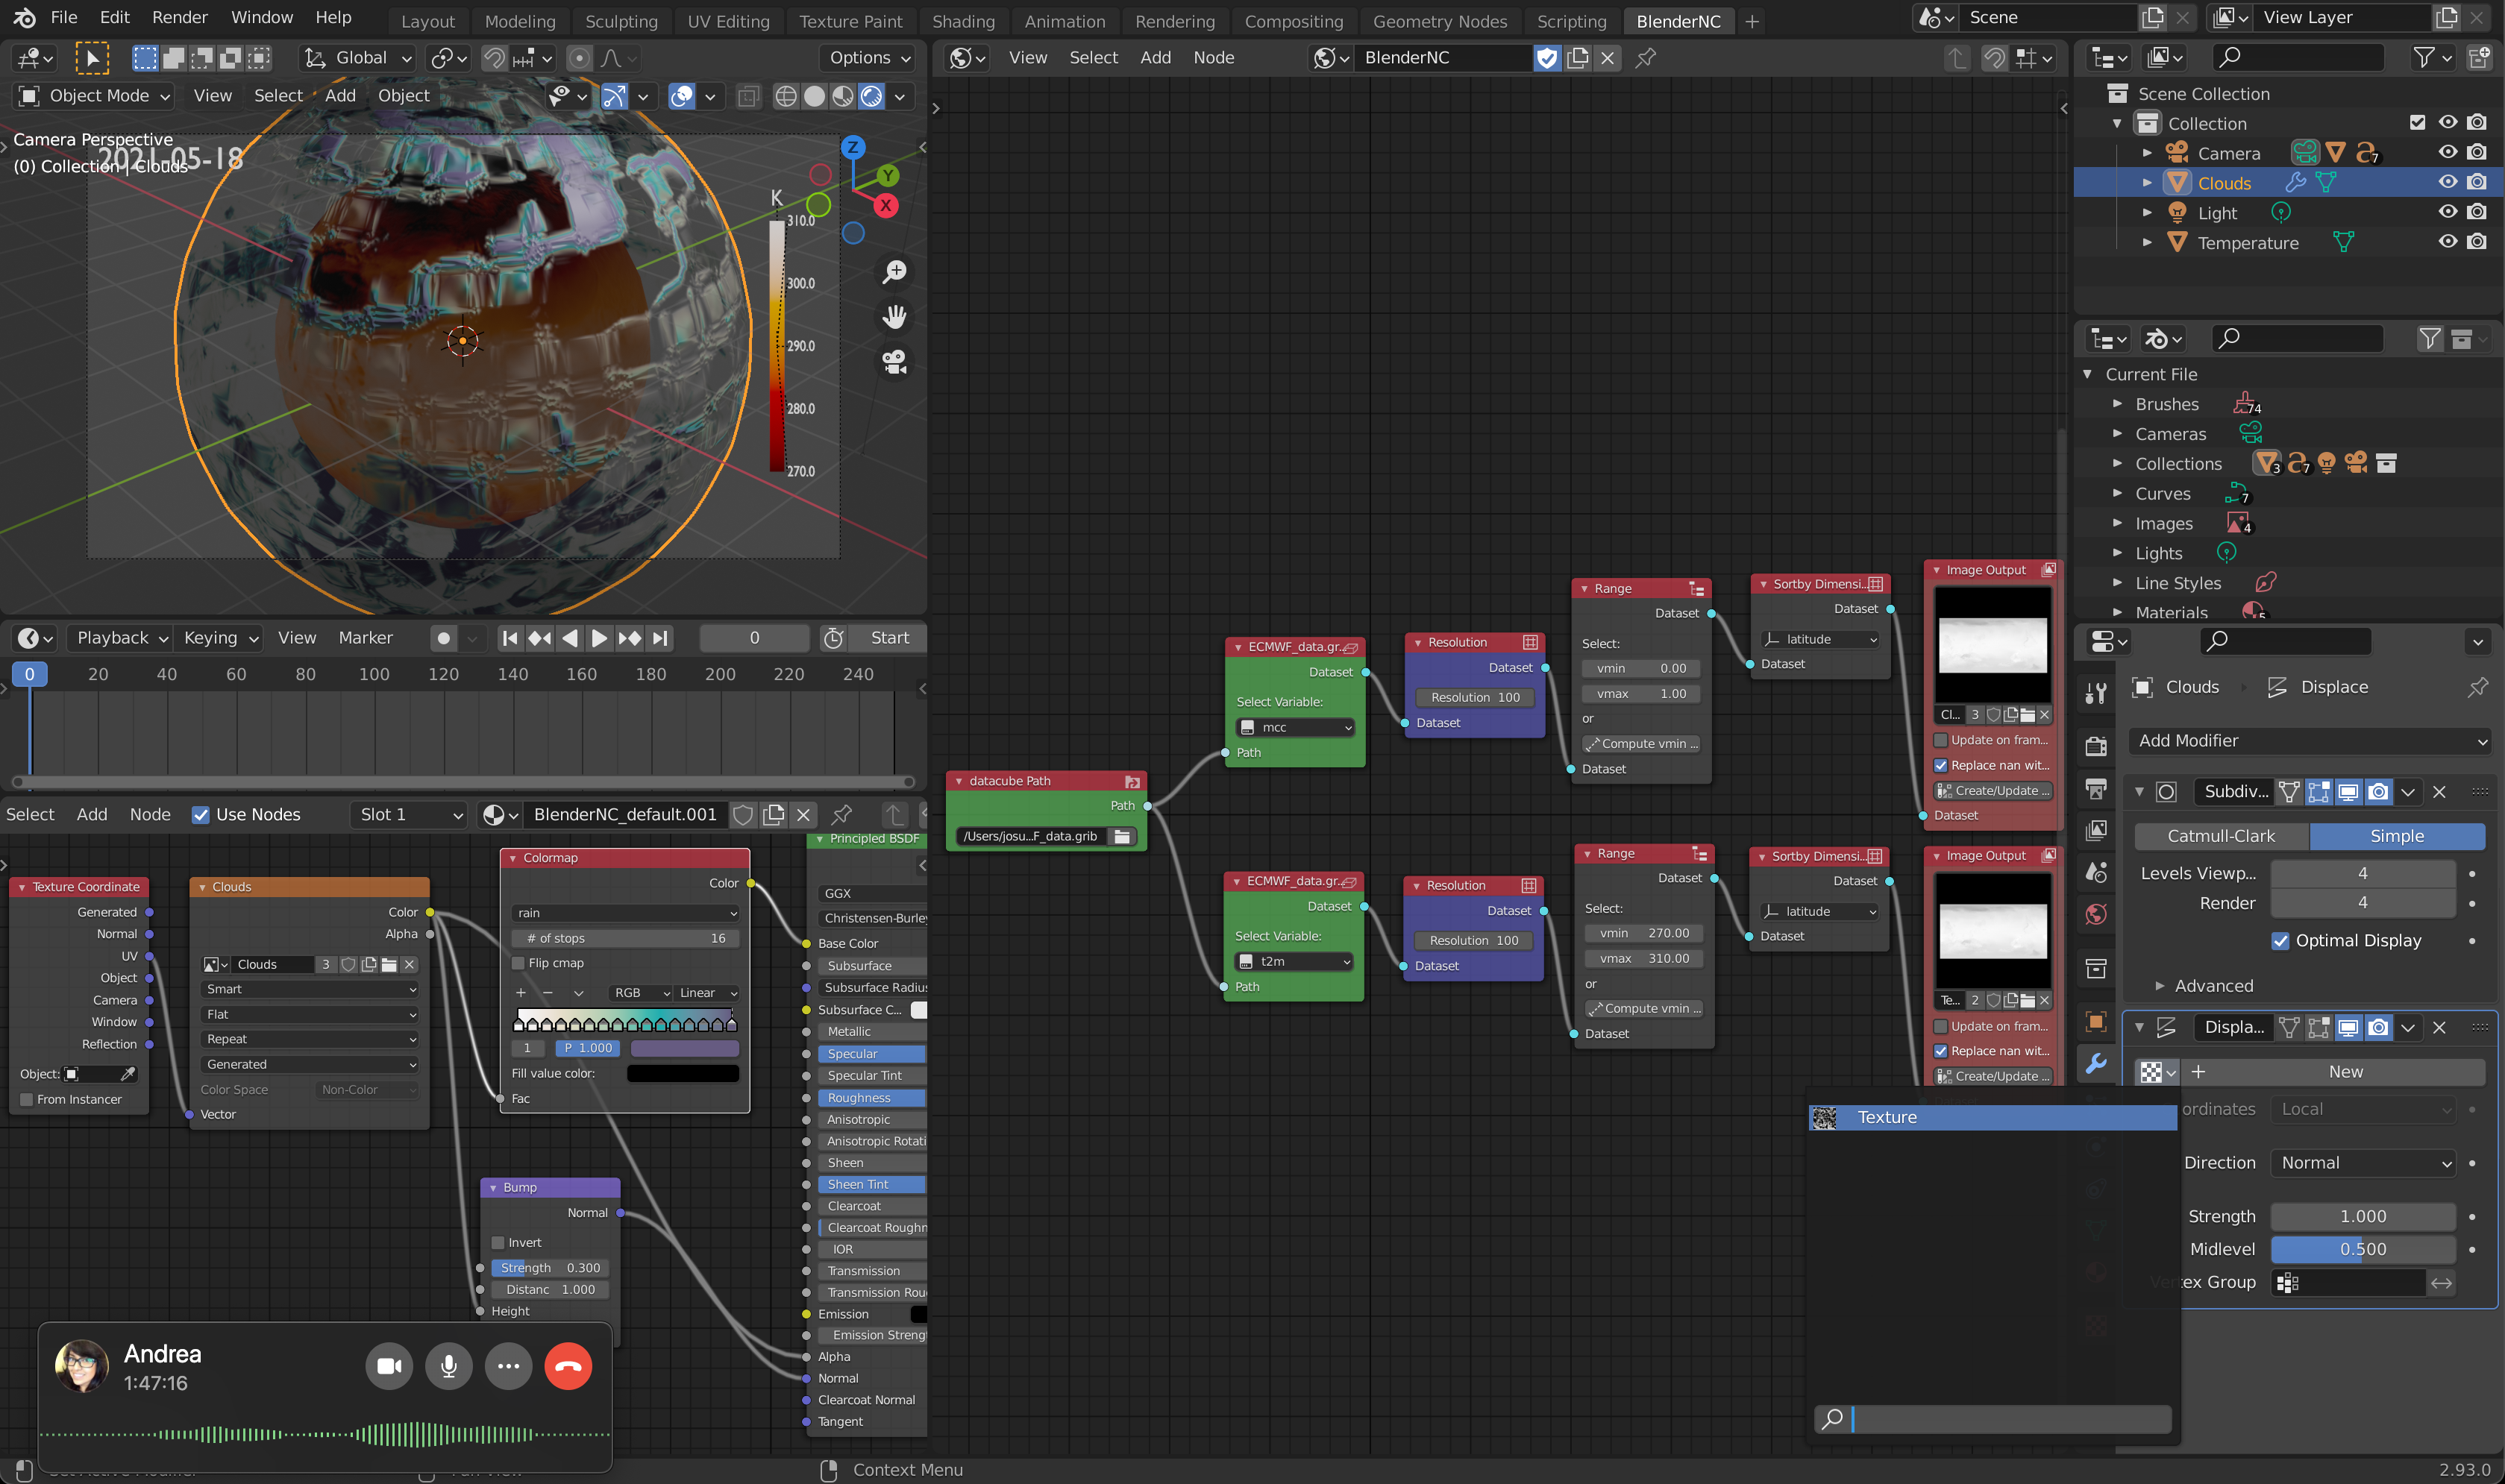 File Edit Render Window Help
Layout Modeling Sculpting UV Editing Texture Paint Shading Animation Rendering Compositing Geometry Nodes Scripting BlenderNC
Scene
View Layer
Global
Options
Object Mode View Select Add Object
Camera Perspective
(0) Collection | Clouds
2021-05-18
Z
Y
X
K
310.0
300.0
290.0
280.0
270.0
Playback Keying View Marker
0
Start
0 20 40 60 80 100 120 140 160 180 200 220 240
Select Add Node Use Nodes Slot 1 BlenderNC_default.001
Texture Coordinate
Generated
Normal
UV
Object
Camera
Window
Reflection
Object:
From Instancer
Clouds
Color
Alpha
Clouds 3
Smart
Flat
Repeat
Generated
Color Space Non-Color
Vector
Colormap
Color
rain
# of stops 16
Flip cmap
RGB Linear
1 P 1.000
Fill value color:
Fac
Bump
Normal
Invert
Strength 0.300
Distanc 1.000
Height
Principled BSDF
GGX
Christensen-Burley
Base Color
Subsurface
Subsurface Radius
Subsurface C...
Metallic
Specular
Specular Tint
Roughness
Anisotropic
Anisotropic Rotati
Sheen
Sheen Tint
Clearcoat
Clearcoat Roughn
IOR
Transmission
Transmission Rou
Emission
Emission Streng
Alpha
Normal
Clearcoat Normal
Tangent
Andrea
1:47:16
Context Menu
View Select Add Node
BlenderNC
datacube Path
Path
/Users/josu...F_data.grib
ECMWF_data.gr..
Dataset
Select Variable:
mcc
Path
Resolution
Dataset
Resolution 100
Dataset
Range
Dataset
Select:
vmin 0.00
vmax 1.00
or
Compute vmin ...
Dataset
Sortby Dimensi..
Dataset
latitude
Dataset
Image Output
Cl... 3
Update on fram...
Replace nan wit...
Create/Update ...
Dataset
ECMWF_data.gr..
Dataset
Select Variable:
t2m
Path
Resolution
Dataset
Resolution 100
Dataset
Range
Dataset
Select:
vmin 270.00
vmax 310.00
or
Compute vmin ...
Dataset
Sortby Dimensi..
Dataset
latitude
Dataset
Image Output
Te... 2
Update on fram...
Replace nan wit...
Create/Update ...
Texture
Scene Collection
Collection
Camera 7
Clouds
Light
Temperature
Current File
Brushes 74
Cameras
Collections 3 7
Curves 7
Images 4
Lights
Line Styles
Materials 5
Clouds Displace
Add Modifier
Subdiv...
Catmull-Clark Simple
Levels Viewp... 4
Render 4
Optimal Display
Advanced
Displa...
New
ordinates Local
Direction Normal
Strength 1.000
Midlevel 0.500
Vertex Group
2.93.0